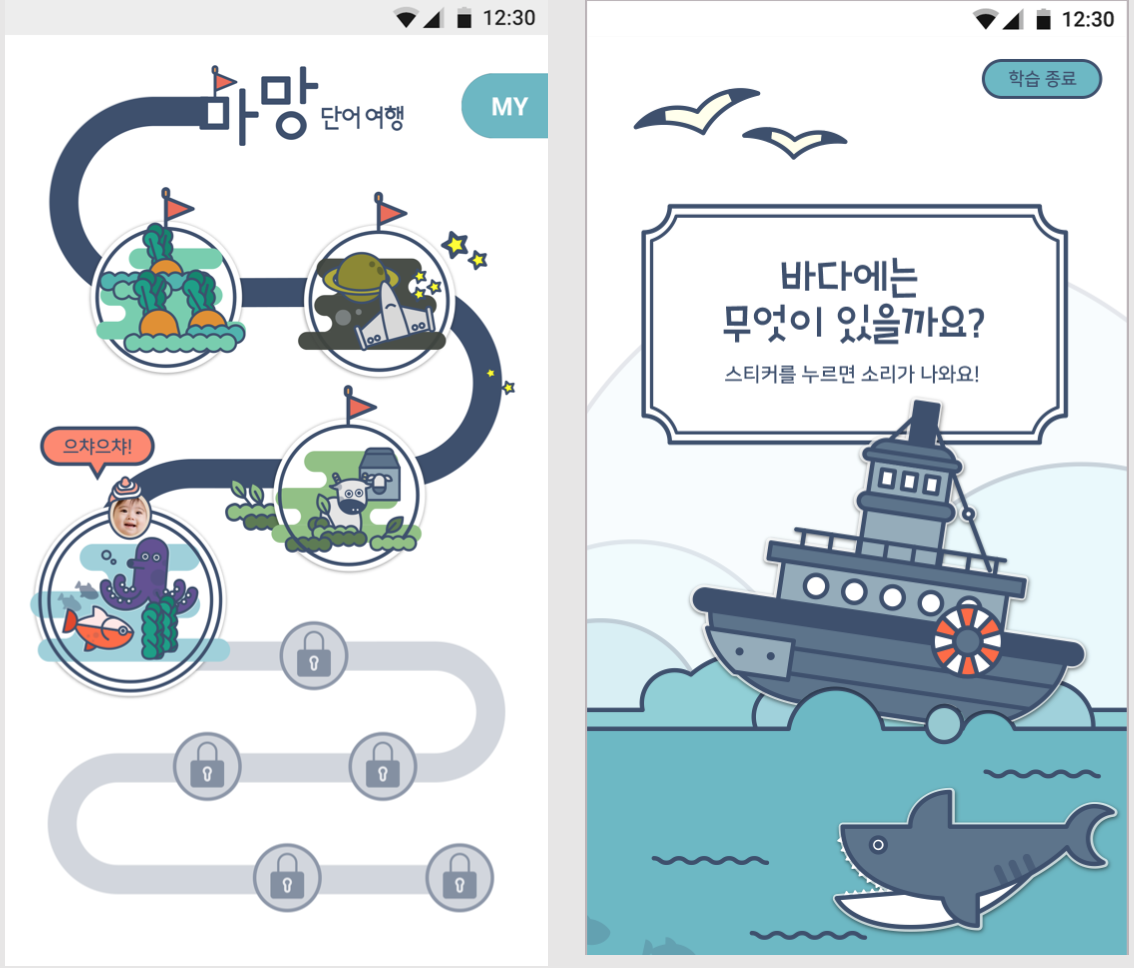 12:30
마망 단어 여행
MY
으챠으챠!
12:30
학습 종료
바다에는
무엇이 있을까요?
스티커를 누르면 소리가 나와요!